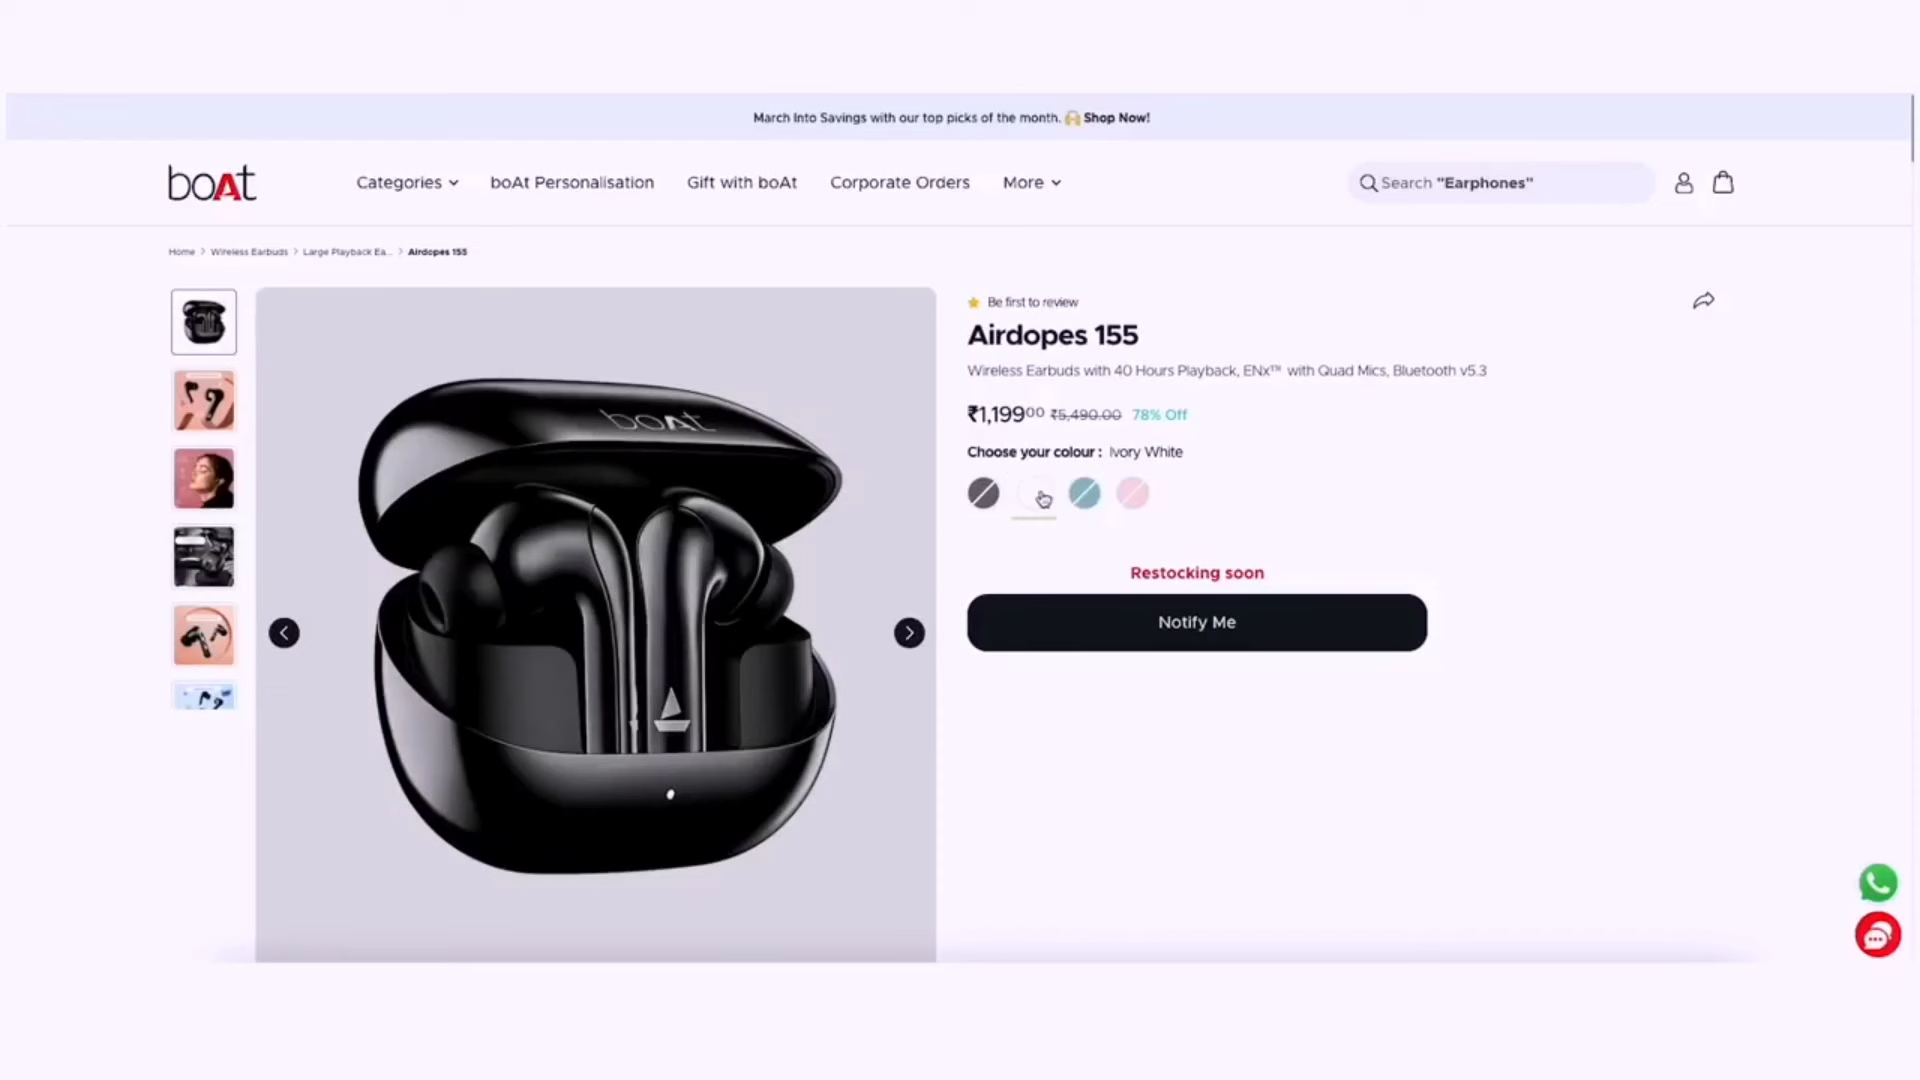 March Into Savings with our top picks of the month. 🙌 Shop Now!
boAt
Categories
boAt Personalisation
Gift with boAt
Corporate Orders
More
Search "Earphones"
Home > Wireless Earbuds > Large Playback Ea... > Airdopes 155
Be first to review
Airdopes 155
Wireless Earbuds with 40 Hours Playback, ENx™ with Quad Mics, Bluetooth v5.3
₹1,199.00 ₹5,490.00 78% Off
Choose your colour : Ivory White
boAt
Restocking soon
Notify Me